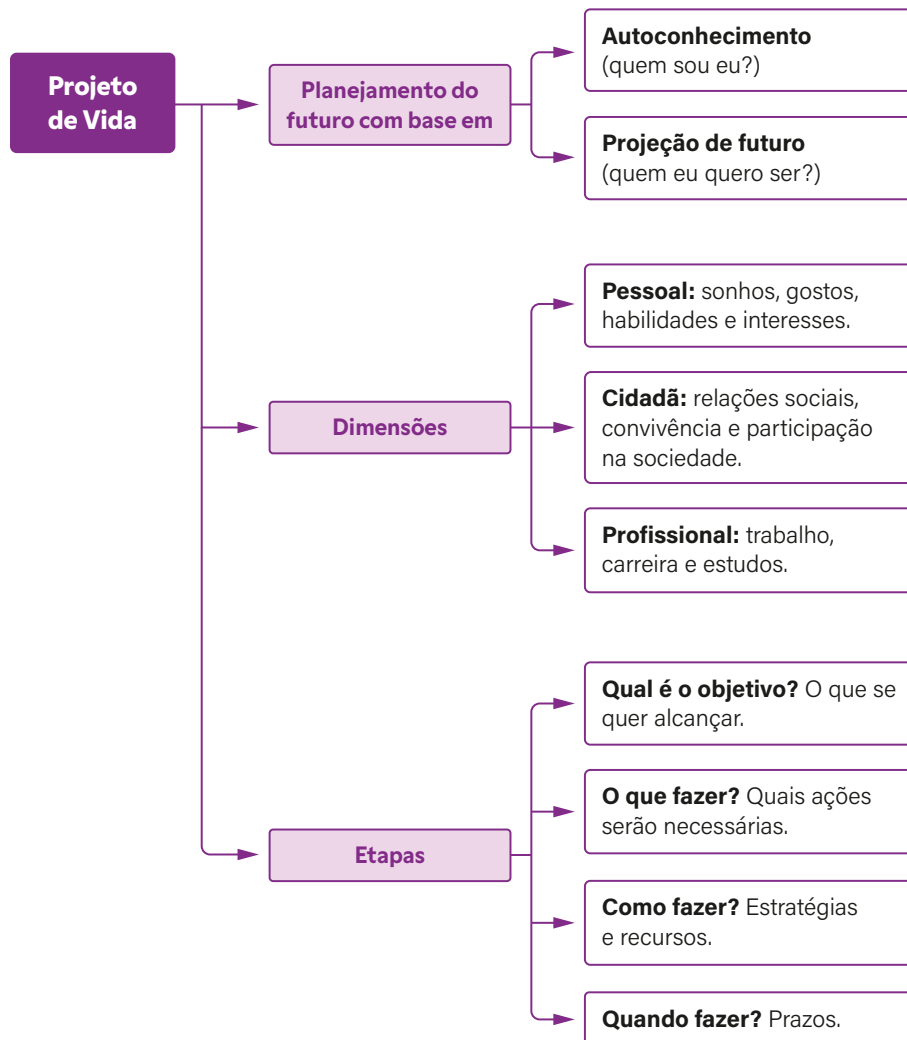 Projeto
de Vida
Planejamento do
futuro com base em
Autoconhecimento
(quem sou eu?)
Projeção de futuro
(quem eu quero ser?)
Dimensões
Pessoal: sonhos, gostos,
habilidades e interesses.
Cidadã: relações sociais,
convivência e participação
na sociedade.
Profissional: trabalho,
carreira e estudos.
Etapas
Qual é o objetivo? O que se
quer alcançar.
O que fazer? Quais ações
serão necessárias.
Como fazer? Estratégias
e recursos.
Quando fazer? Prazos.